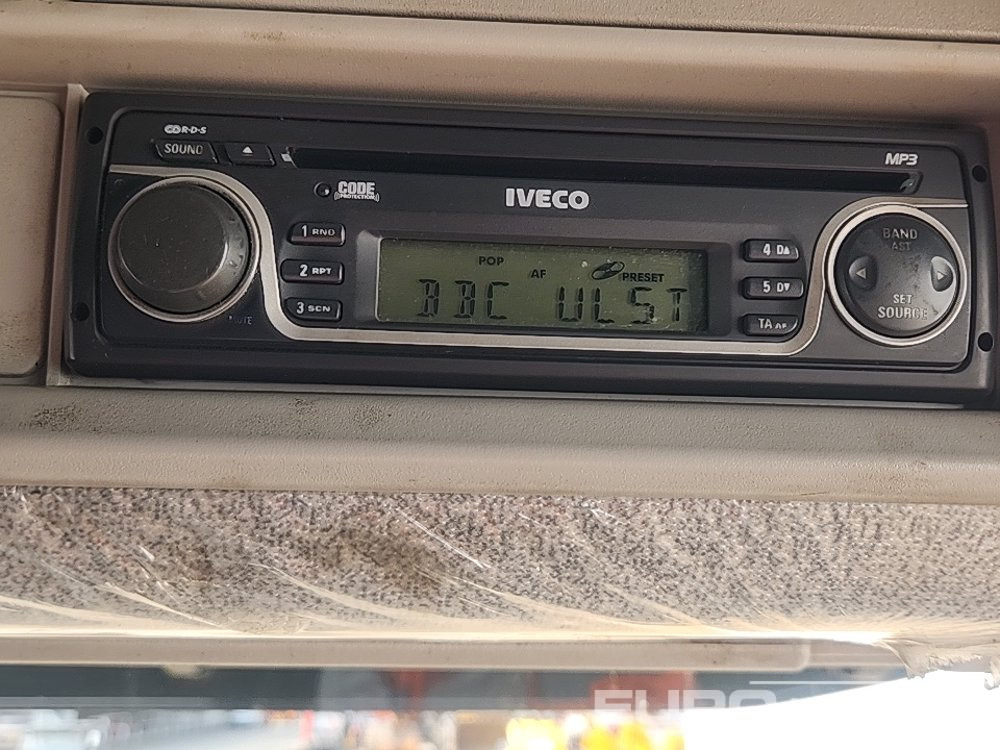 CD R·D·S
SOUND
MP3
CODE
PROTECTION
IVECO
1 RND
2 RPT
3 SCN
POP AF PRESET
BBC ULST
4 D▲
5 D▼
TA AF
BAND
AST
SET
SOURCE
EURO